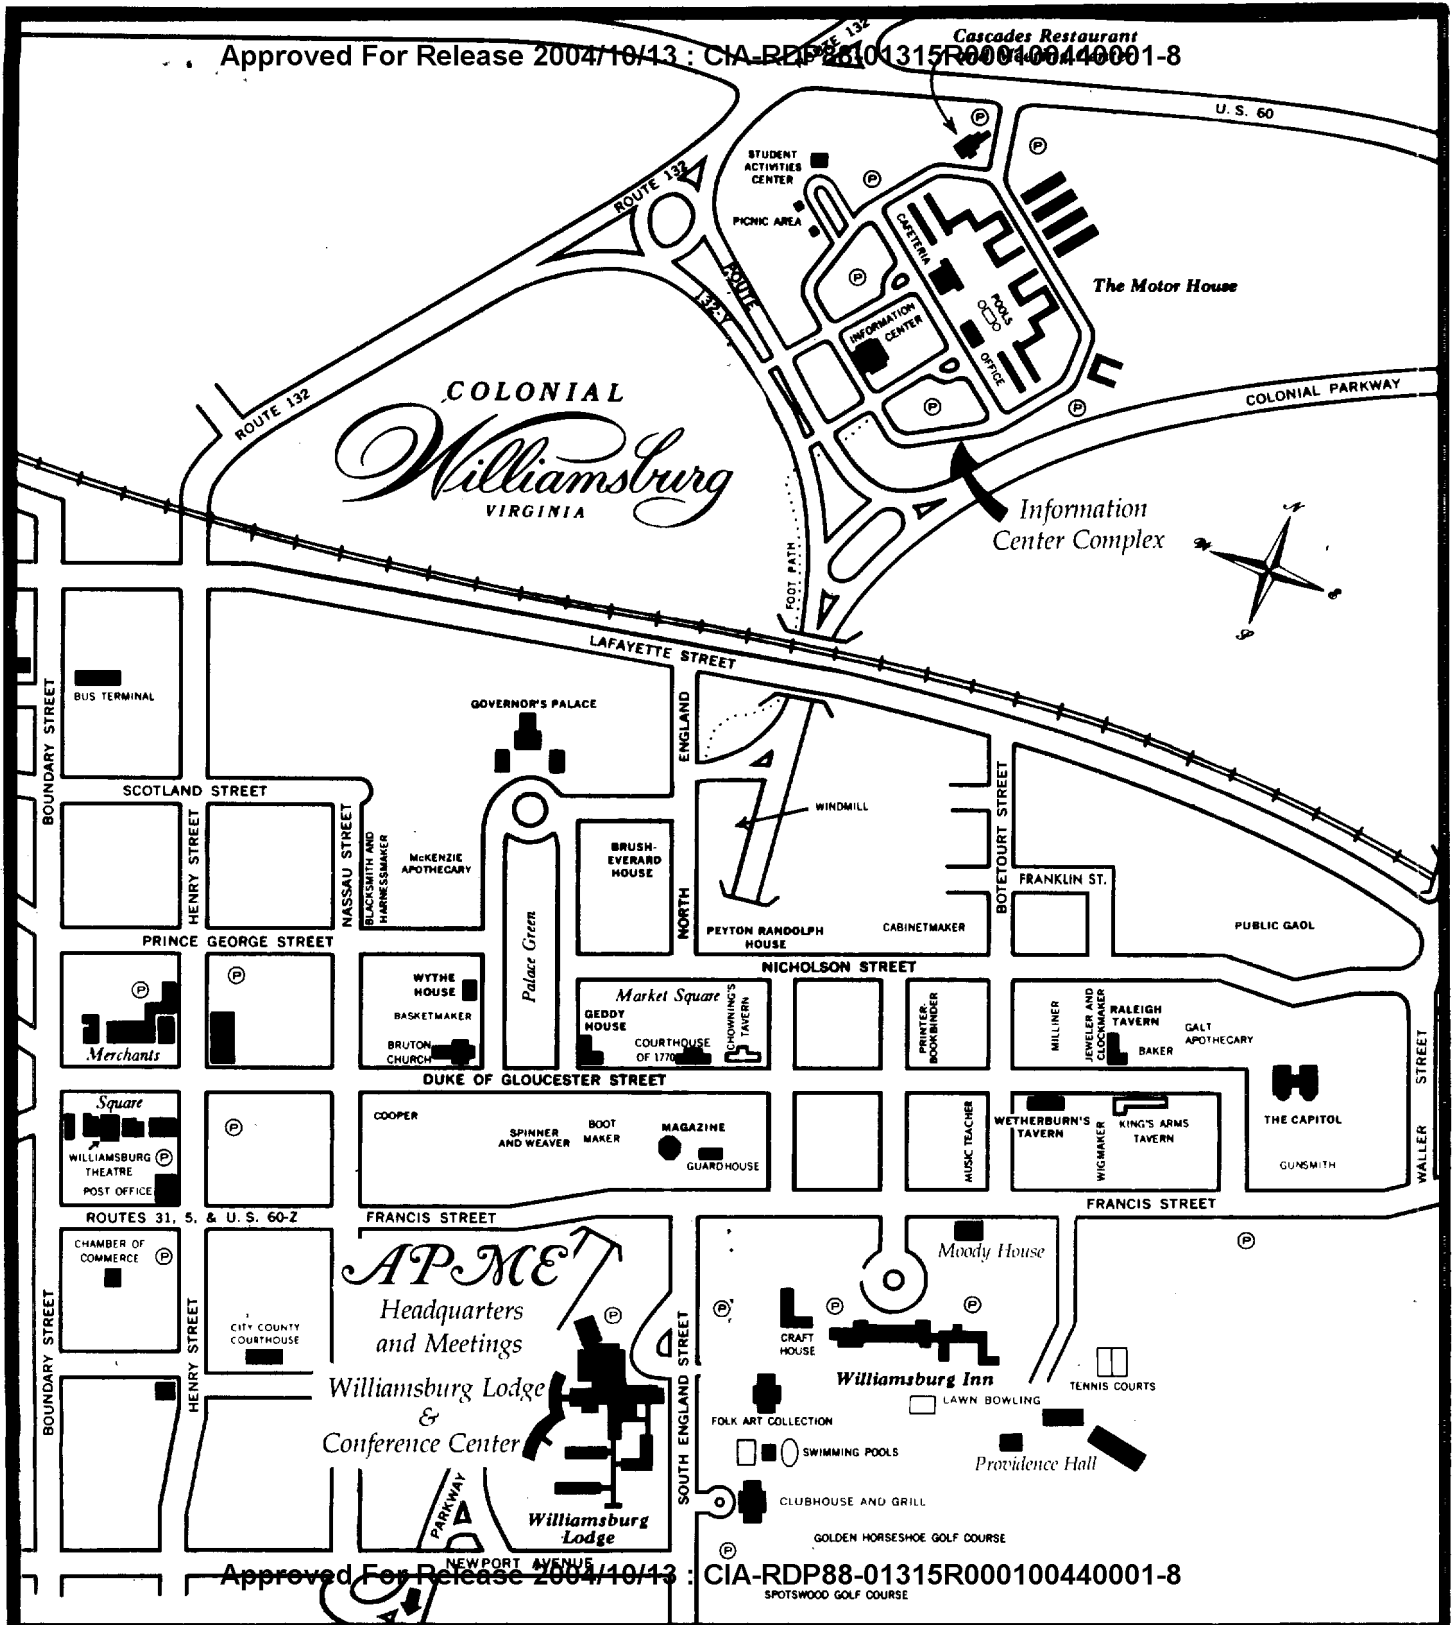 Approved For Release 2004/10/13 : CIA-RDP88-01315R000100440001-8
ROUTE 132
Cascades Restaurant
and Meeting Center
U. S. 60
P
P
STUDENT
ACTIVITIES
CENTER
P
ROUTE 132
PICNIC AREA
CAFETERIA
P
ROUTE
132-Y
The Motor House
POOLS
INFORMATION
CENTER
OFFICE
COLONIAL PARKWAY
P
P
ROUTE 132
COLONIAL
Williamsburg
VIRGINIA
Information
Center Complex
N
W
E
S
FOOT PATH
LAFAYETTE STREET
BUS TERMINAL
BOUNDARY STREET
GOVERNOR'S PALACE
ENGLAND
NORTH
SCOTLAND STREET
HENRY STREET
NASSAU STREET
BLACKSMITH AND
HARNESSMAKER
McKENZIE
APOTHECARY
BRUSH-
EVERARD
HOUSE
WINDMILL
BOTETOURT STREET
FRANKLIN ST.
Palace Green
PRINCE GEORGE STREET
PEYTON RANDOLPH
HOUSE
CABINETMAKER
PUBLIC GAOL
NICHOLSON STREET
P
P
Merchants
WYTHE
HOUSE
BASKETMAKER
BRUTON
CHURCH
Market Square
GEDDY
HOUSE
COURTHOUSE
OF 1770
CHOWNING'S
TAVERN
PRINTER-
BOOKBINDER
MILLINER
JEWELER AND
CLOCKMAKER
RALEIGH
TAVERN
BAKER
GALT
APOTHECARY
WALLER STREET
DUKE OF GLOUCESTER STREET
Square
WILLIAMSBURG
THEATRE
P
POST OFFICE
P
COOPER
SPINNER
AND WEAVER
BOOT
MAKER
MAGAZINE
GUARDHOUSE
MUSIC TEACHER
WETHERBURN'S
TAVERN
WIGMAKER
KING'S ARMS
TAVERN
THE CAPITOL
GUNSMITH
ROUTES 31, 5, & U. S. 60-Z
FRANCIS STREET
FRANCIS STREET
CHAMBER OF
COMMERCE
P
BOUNDARY STREET
HENRY STREET
CITY COUNTY
COURTHOUSE
APME
Headquarters
and Meetings
Williamsburg Lodge
&
Conference Center
P
Williamsburg
Lodge
SOUTH ENGLAND STREET
P
Moody House
P
P
P
CRAFT
HOUSE
Williamsburg Inn
LAWN BOWLING
TENNIS COURTS
FOLK ART COLLECTION
SWIMMING POOLS
Providence Hall
CLUBHOUSE AND GRILL
PARKWAY
GOLDEN HORSESHOE GOLF COURSE
P
NEWPORT AVENUE
Approved For Release 2004/10/13 : CIA-RDP88-01315R000100440001-8
SPOTSWOOD GOLF COURSE